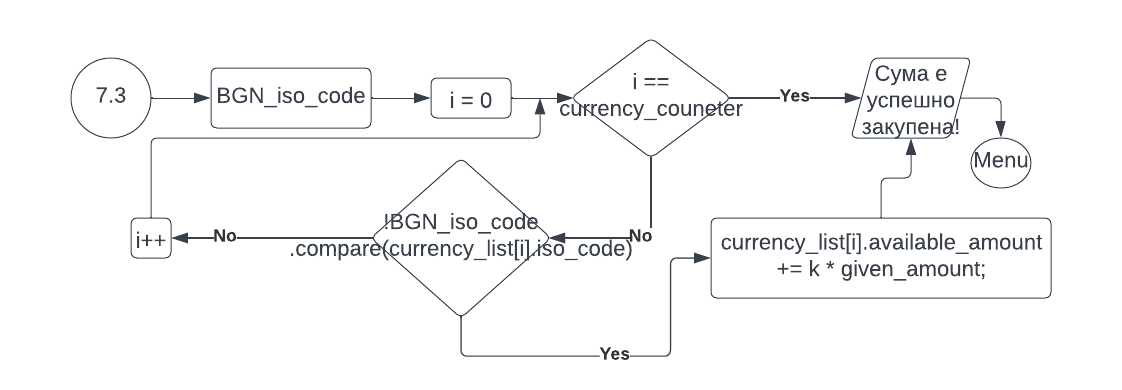 7.3
BGN_iso_code
i = 0
i ==
currency_couneter
Yes
Сума е
успешно
закупена!
Menu
No
!BGN_iso_code
.compare(currency_list[i].iso_code)
No
i++
Yes
currency_list[i].available_amount
+= k * given_amount;